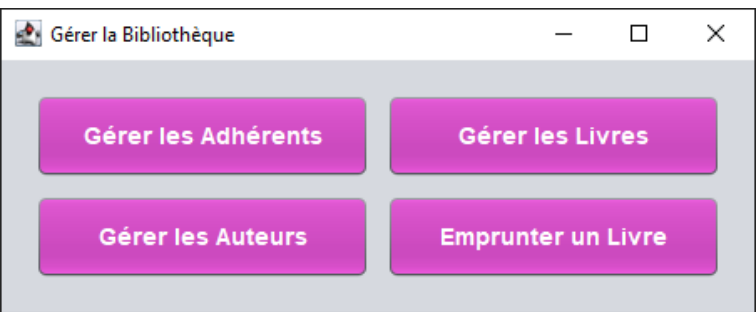 Gérer la Bibliothèque
Gérer les Adhérents
Gérer les Livres
Gérer les Auteurs
Emprunter un Livre